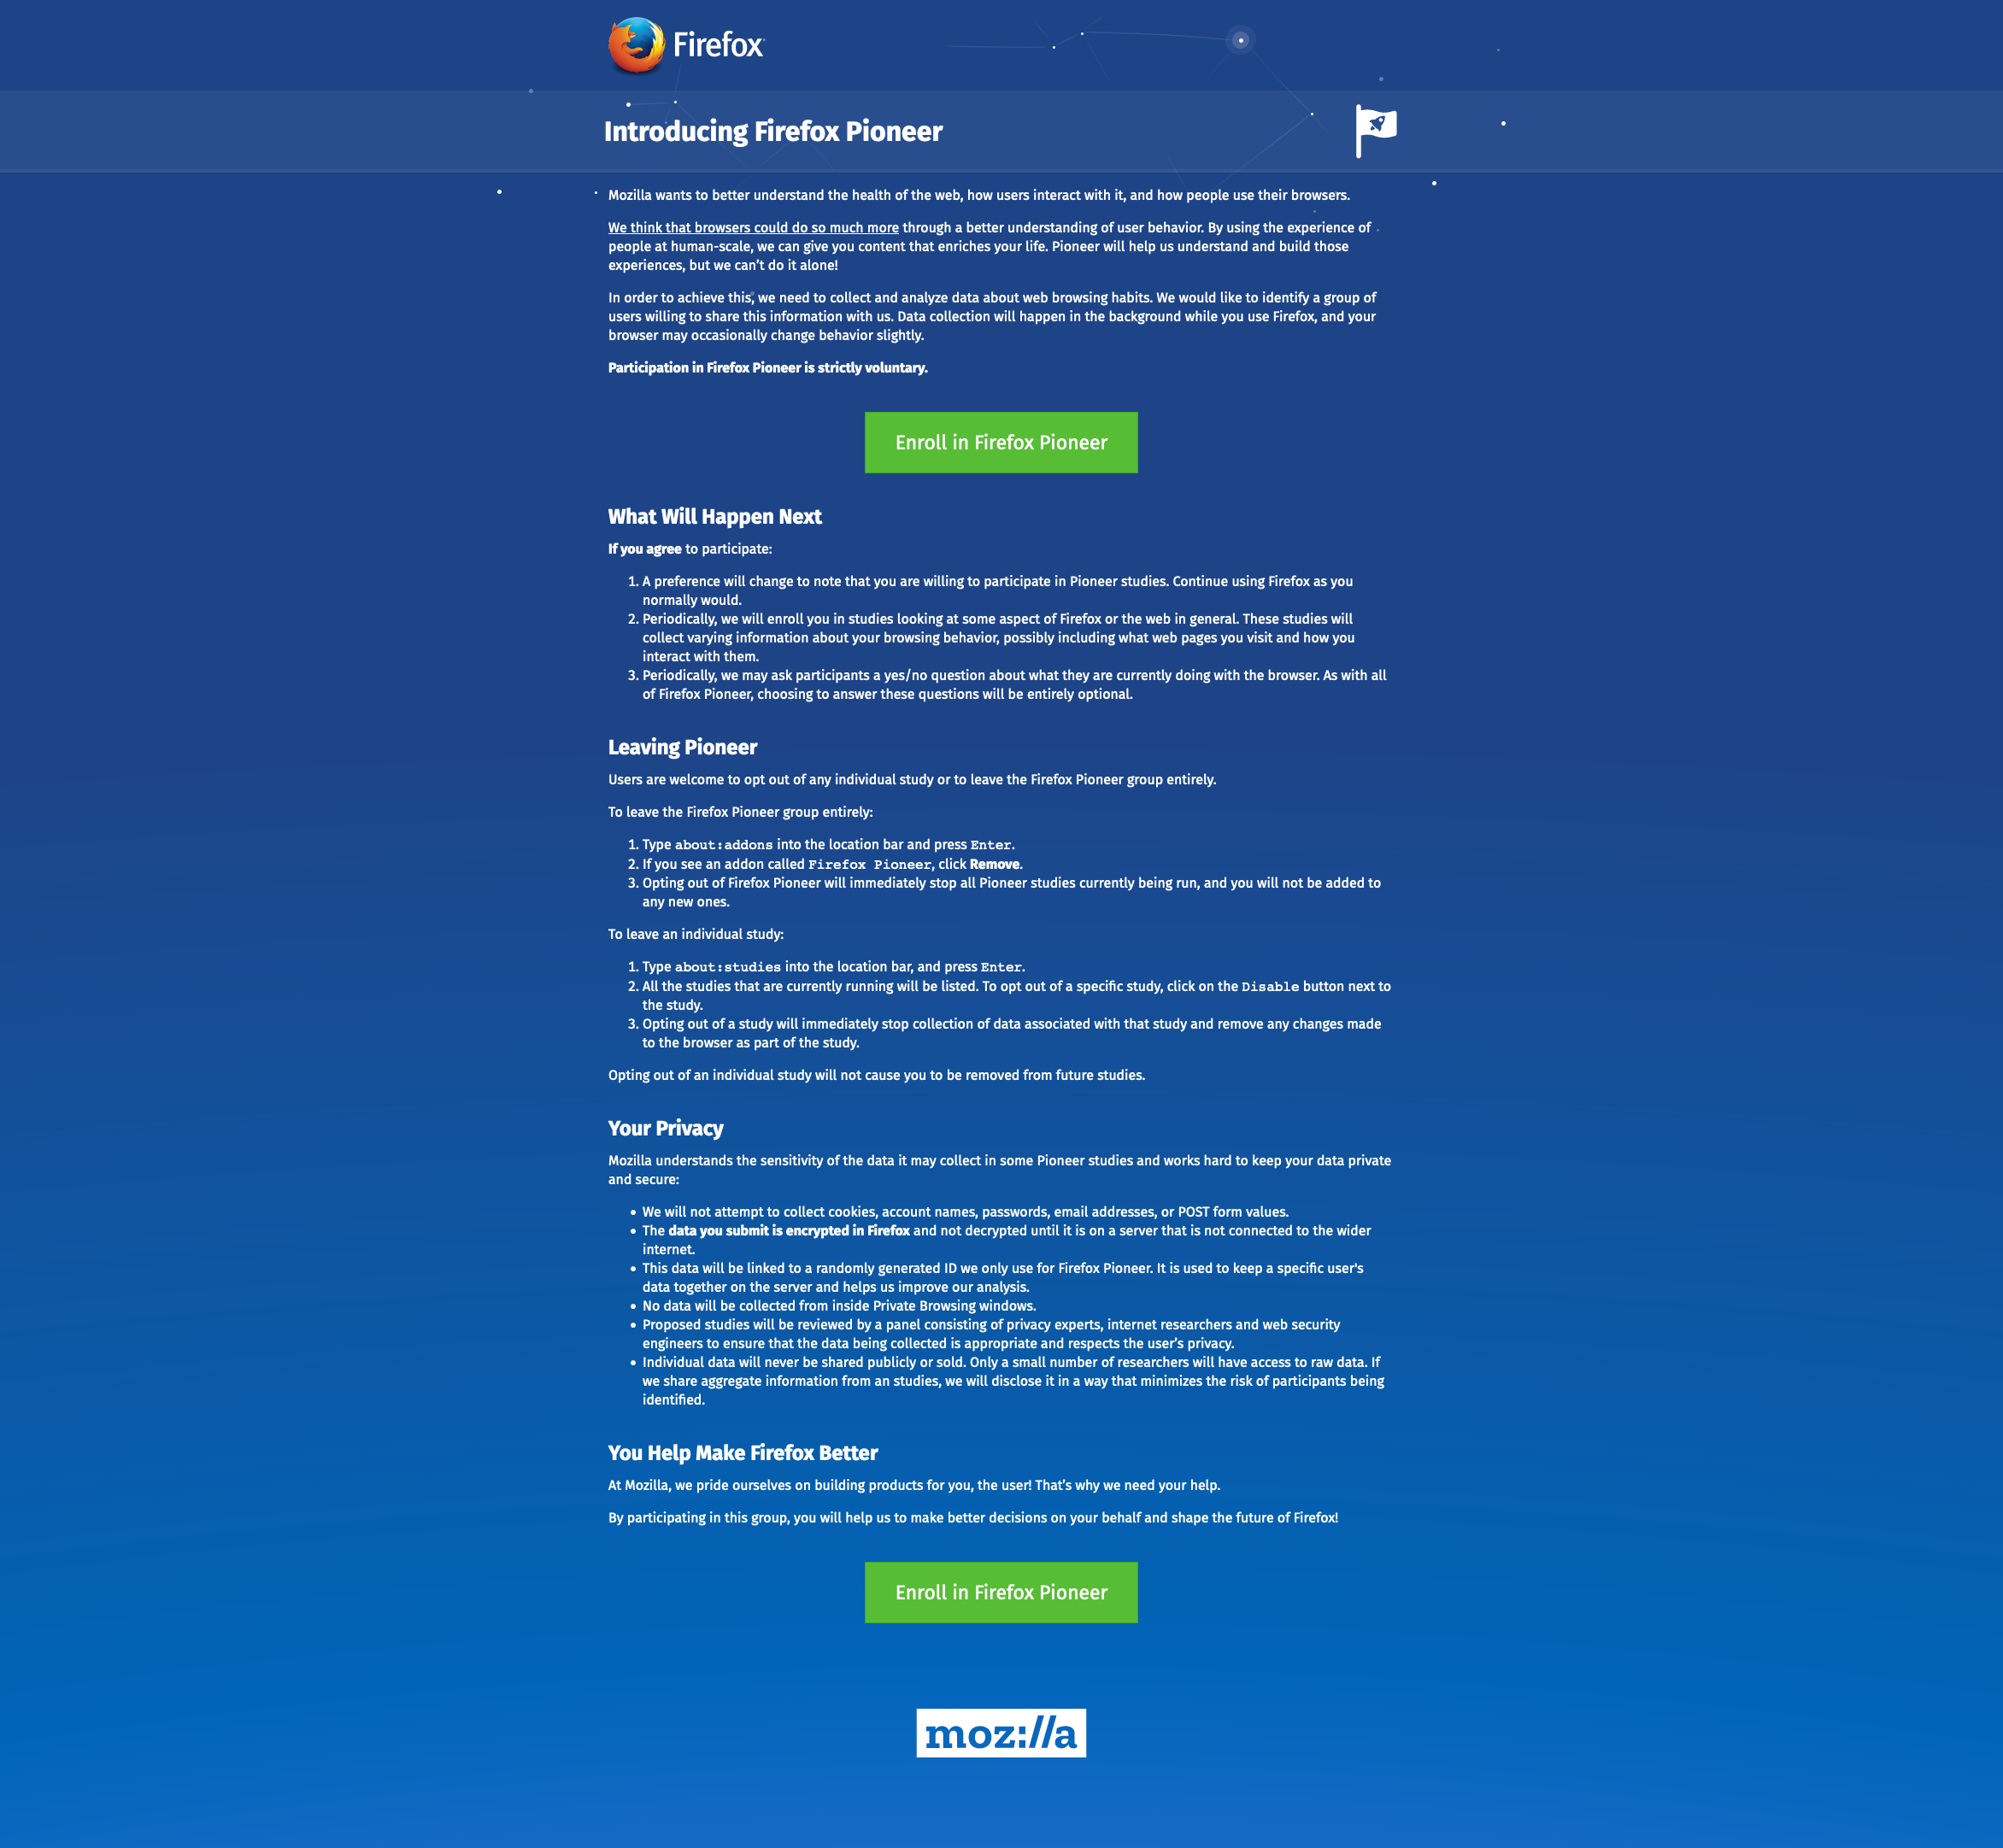 Firefox
Introducing Firefox Pioneer
Mozilla wants to better understand the health of the web, how users interact with it, and how people use their browsers.
We think that browsers could do so much more through a better understanding of user behavior. By using the experience of
people at human-scale, we can give you content that enriches your life. Pioneer will help us understand and build those
experiences, but we can’t do it alone!
In order to achieve this, we need to collect and analyze data about web browsing habits. We would like to identify a group of
users willing to share this information with us. Data collection will happen in the background while you use Firefox, and your
browser may occasionally change behavior slightly.
Participation in Firefox Pioneer is strictly voluntary.
Enroll in Firefox Pioneer
What Will Happen Next
If you agree to participate:
1. A preference will change to note that you are willing to participate in Pioneer studies. Continue using Firefox as you
normally would.
2. Periodically, we will enroll you in studies looking at some aspect of Firefox or the web in general. These studies will
collect varying information about your browsing behavior, possibly including what web pages you visit and how you
interact with them.
3. Periodically, we may ask participants a yes/no question about what they are currently doing with the browser. As with all
of Firefox Pioneer, choosing to answer these questions will be entirely optional.
Leaving Pioneer
Users are welcome to opt out of any individual study or to leave the Firefox Pioneer group entirely.
To leave the Firefox Pioneer group entirely:
1. Type about:addons into the location bar and press Enter.
2. If you see an addon called Firefox Pioneer, click Remove.
3. Opting out of Firefox Pioneer will immediately stop all Pioneer studies currently being run, and you will not be added to
any new ones.
To leave an individual study:
1. Type about:studies into the location bar, and press Enter.
2. All the studies that are currently running will be listed. To opt out of a specific study, click on the Disable button next to
the study.
3. Opting out of a study will immediately stop collection of data associated with that study and remove any changes made
to the browser as part of the study.
Opting out of an individual study will not cause you to be removed from future studies.
Your Privacy
Mozilla understands the sensitivity of the data it may collect in some Pioneer studies and works hard to keep your data private
and secure:
• We will not attempt to collect cookies, account names, passwords, email addresses, or POST form values.
• The data you submit is encrypted in Firefox and not decrypted until it is on a server that is not connected to the wider
internet.
• This data will be linked to a randomly generated ID we only use for Firefox Pioneer. It is used to keep a specific user's
data together on the server and helps us improve our analysis.
• No data will be collected from inside Private Browsing windows.
• Proposed studies will be reviewed by a panel consisting of privacy experts, internet researchers and web security
engineers to ensure that the data being collected is appropriate and respects the user’s privacy.
• Individual data will never be shared publicly or sold. Only a small number of researchers will have access to raw data. If
we share aggregate information from an studies, we will disclose it in a way that minimizes the risk of participants being
identified.
You Help Make Firefox Better
At Mozilla, we pride ourselves on building products for you, the user! That’s why we need your help.
By participating in this group, you will help us to make better decisions on your behalf and shape the future of Firefox!
Enroll in Firefox Pioneer
moz://a